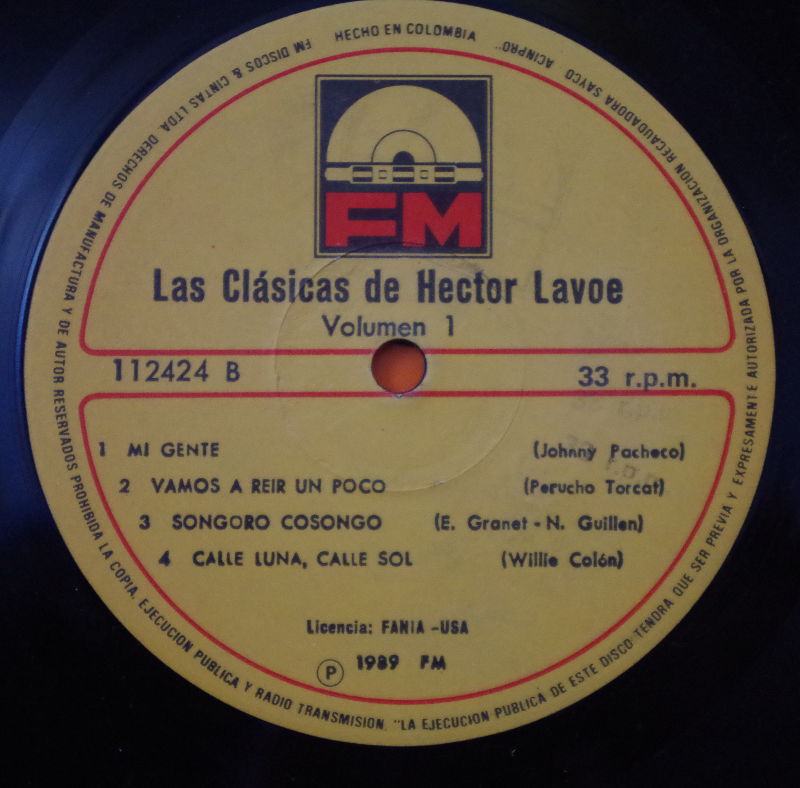 FM DISCOS & CINTAS LTDA. DERECHOS DE MANUFACTURA Y DE AUTOR RESERVADOS PROHIBIDA LA COPIA, EJECUCION PUBLICA Y RADIO TRANSMISION. "LA EJECUCION PUBLICA DE ESTE DISCO TENDRA QUE SER PREVIA Y EXPRESAMENTE AUTORIZADA POR LA ORGANIZACION RECAUDADORA SAYCO ACINPRO"
HECHO EN COLOMBIA
FM
Las Clásicas de Hector Lavoe
Volumen 1
112424 B 33 r.p.m.
1 MI GENTE (Johnny Pacheco)
2 VAMOS A REIR UN POCO (Perucho Torcat)
3 SONGORO COSONGO (E. Granet - N. Guillen)
4 CALLE LUNA, CALLE SOL (Willie Colón)
Licencia: FANIA -USA
Ⓟ 1989 FM